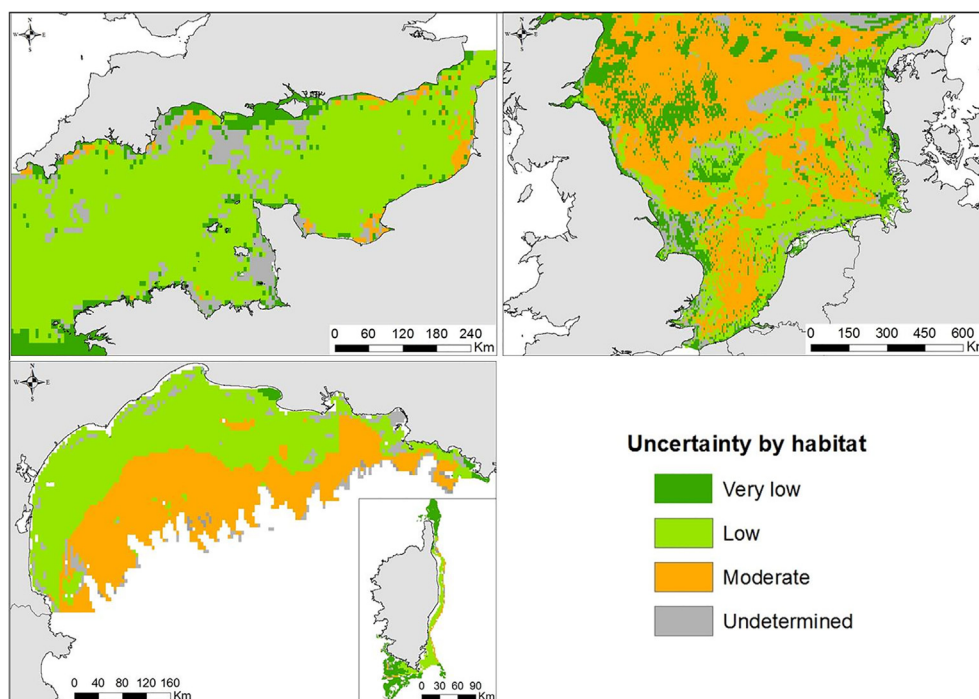 N
W E
S
0 60 120 180 240
Km
N
W E
S
0 150 300 450 600
Km
N
W E
S
0 40 80 120 160
Km
0 30 60 90
Km
Uncertainty by habitat
Very low
Low
Moderate
Undetermined